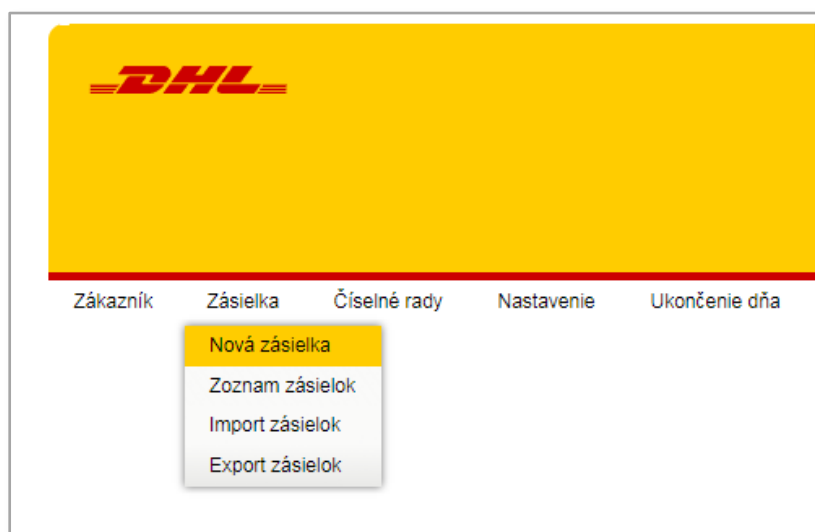 DHL
Zákazník Zásielka Číselné rady Nastavenie Ukončenie dňa
Nová zásielka
Zoznam zásielok
Import zásielok
Export zásielok